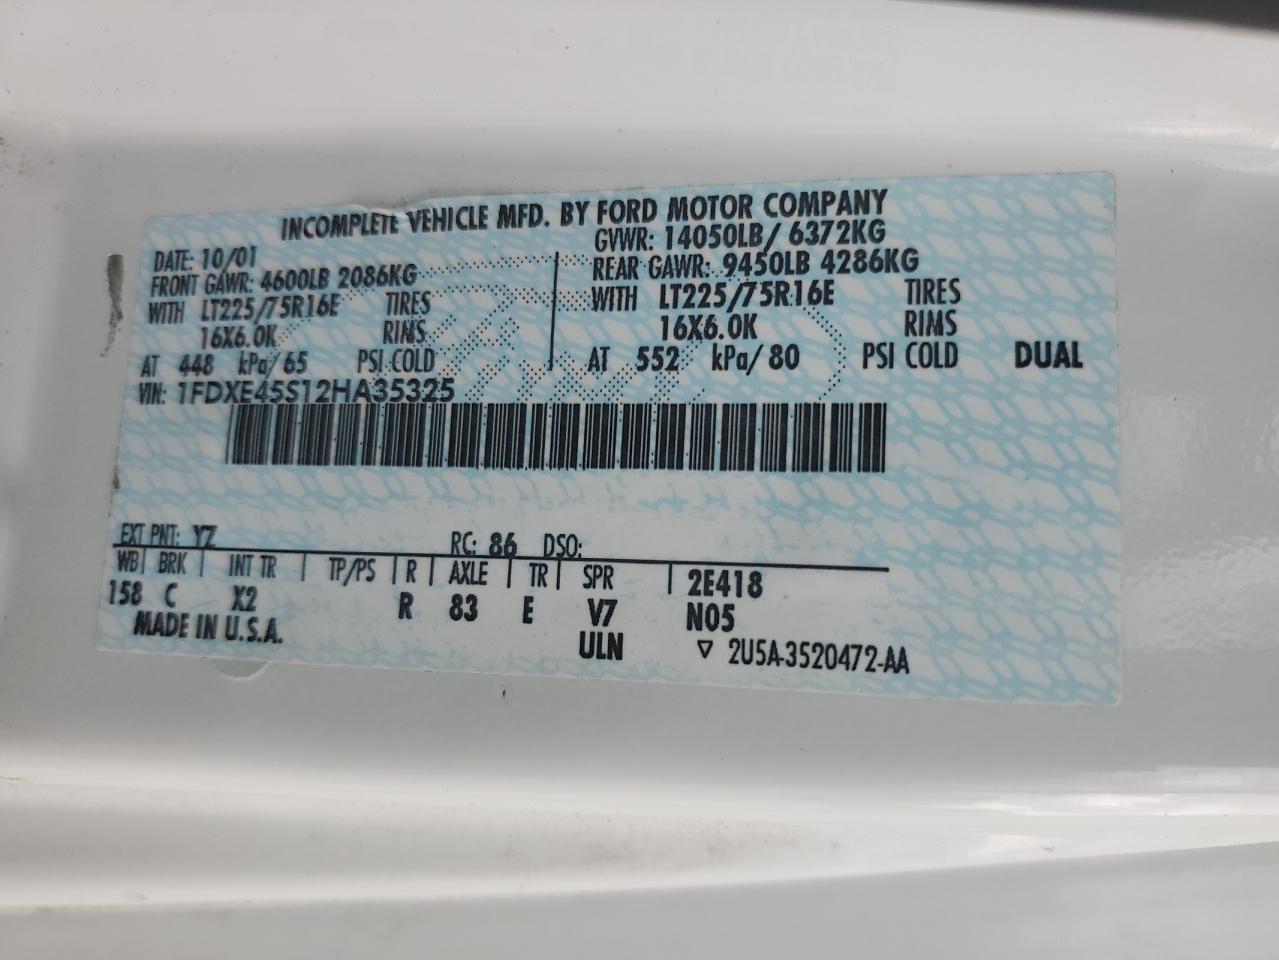 INCOMPLETE VEHICLE MFD. BY FORD MOTOR COMPANY
DATE: 10/01 GVWR: 14050LB/ 6372KG
FRONT GAWR: 4600LB 2086KG REAR GAWR: 9450LB 4286KG
WITH LT225/75R16E TIRES WITH LT225/75R16E TIRES
16X6.0K RIMS 16X6.0K RIMS
AT 448 kPa/65 PSI COLD AT 552 kPa/80 PSI COLD DUAL
VIN: 1FDXE45S12HA35325
EXT PNT: YZ RC: 86 DSO:
WB BRK INT TR TP/PS R AXLE TR SPR 2E418
158 C X2 R 83 E V7 N05
MADE IN U.S.A. ULN ▽ 2U5A-3520472-AA